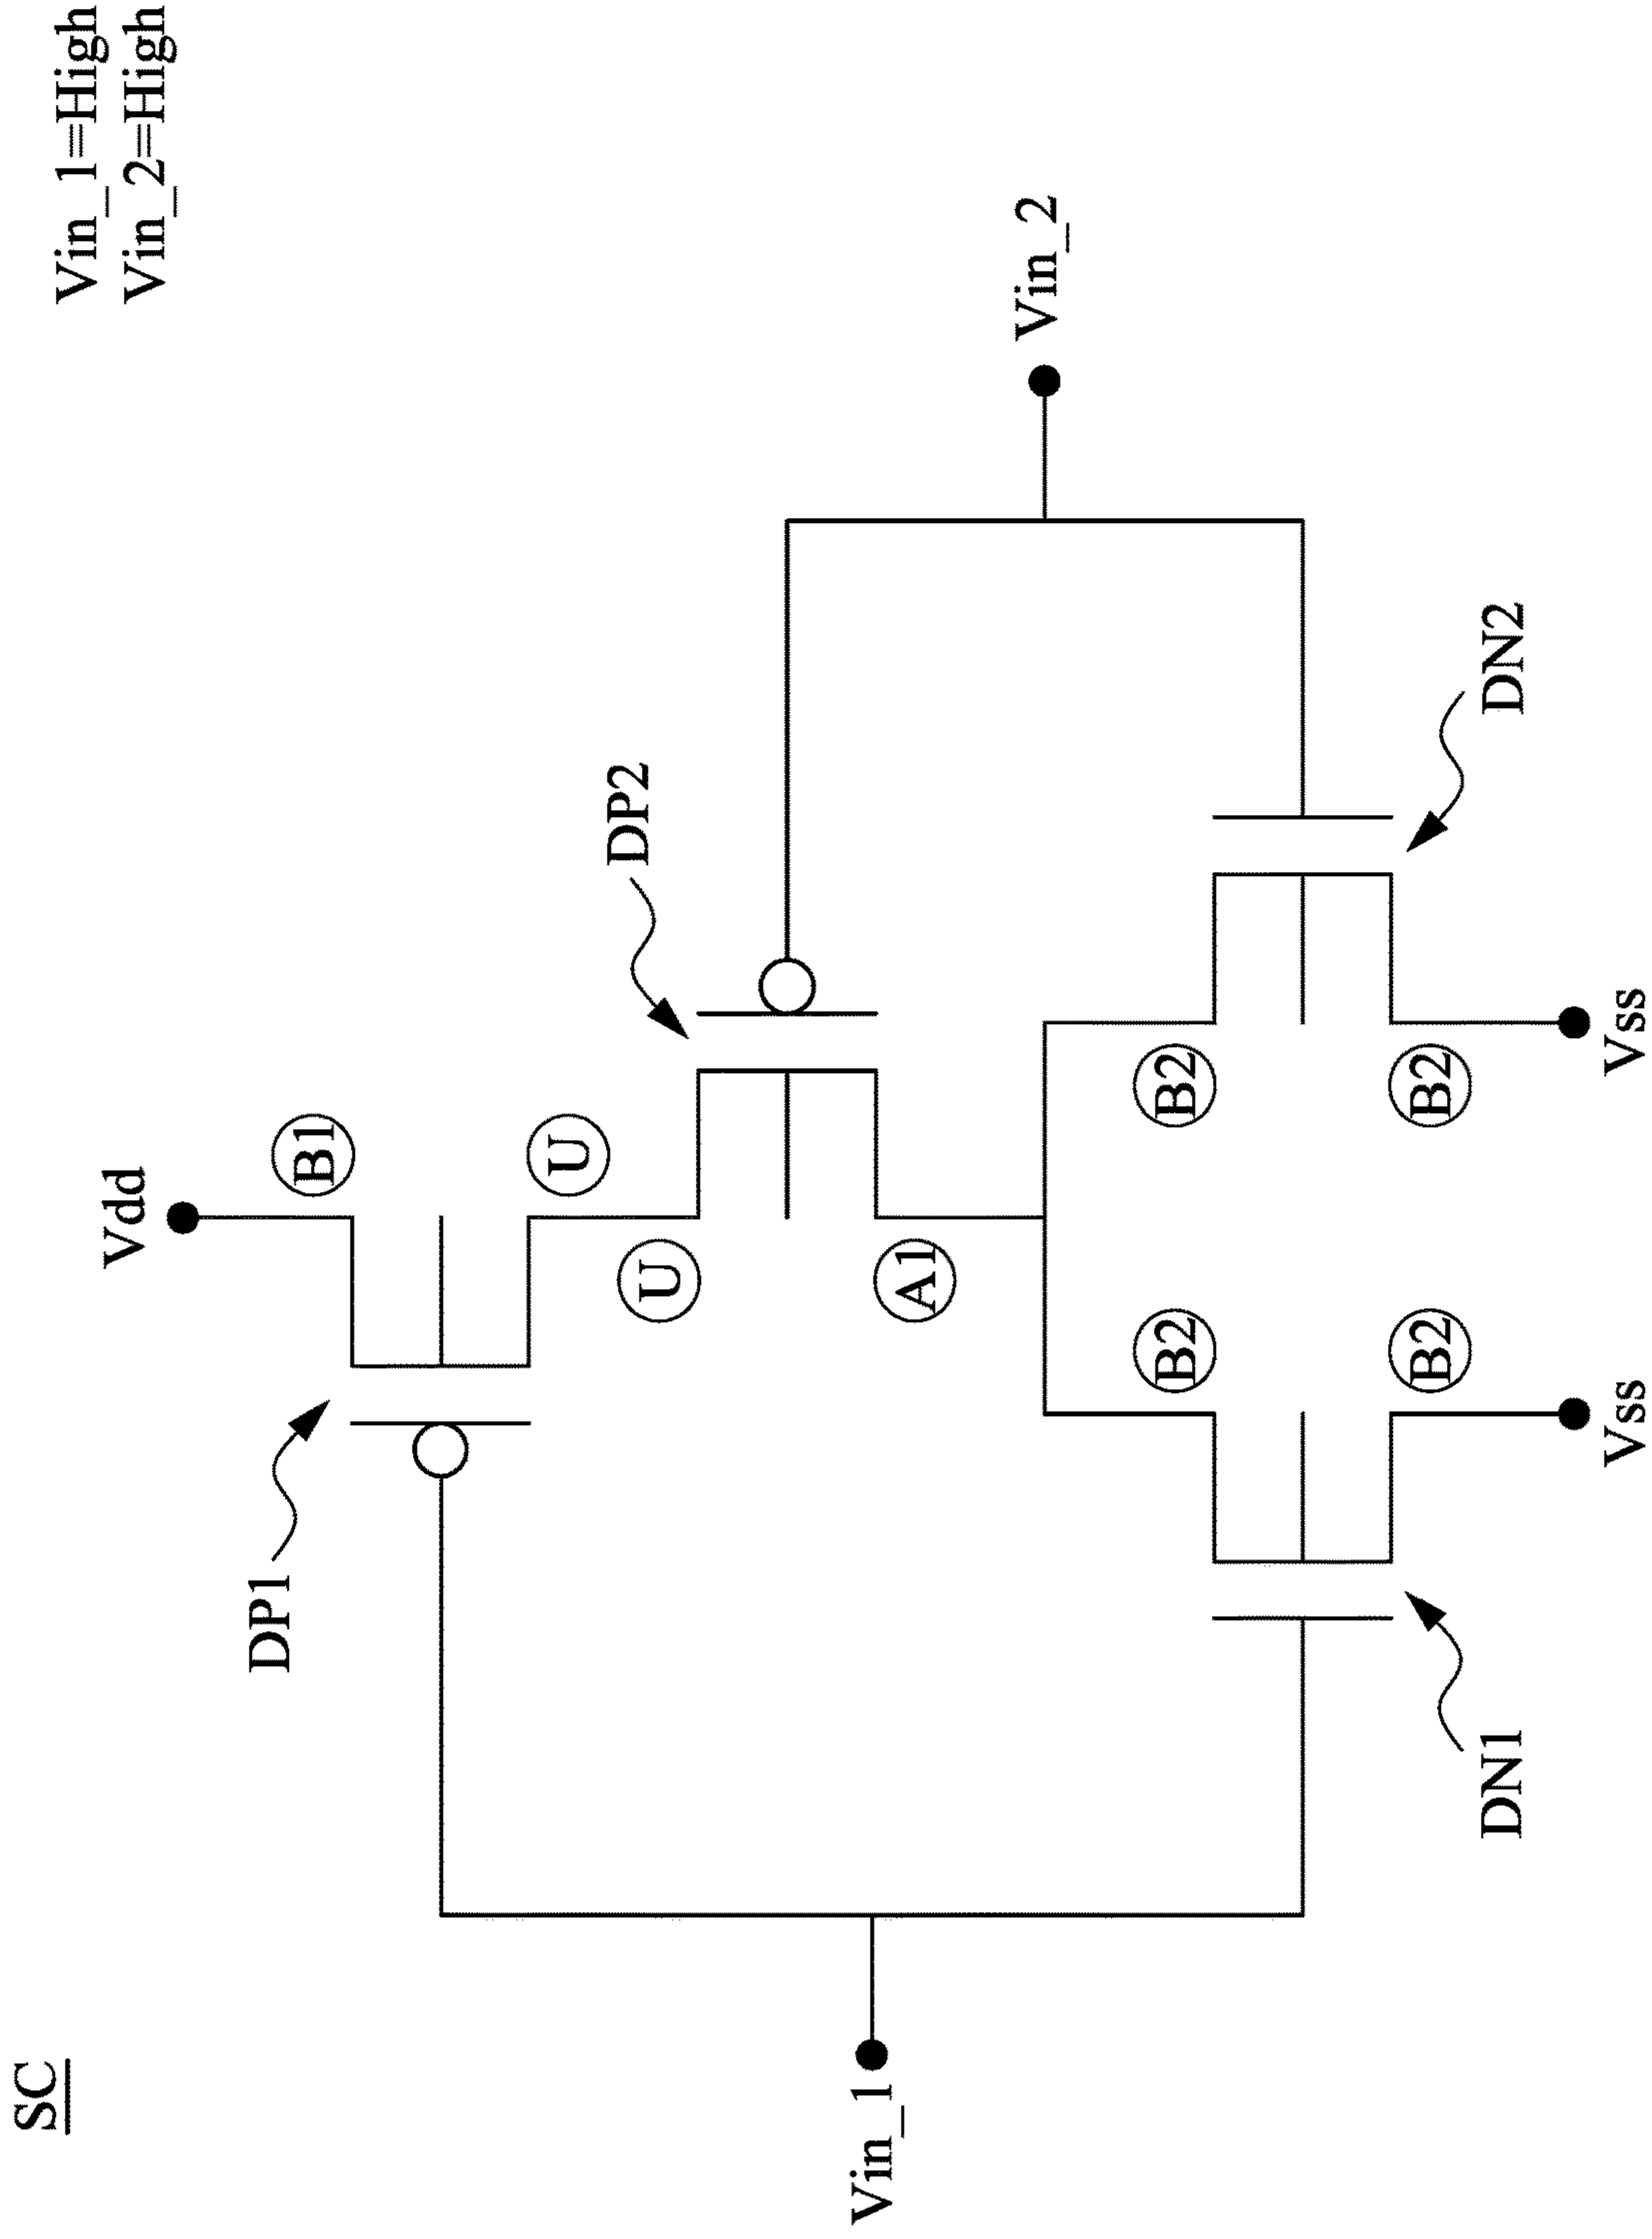 SC
Vin_1=High
Vin_2=High
Vdd
B1
DP1
U
U
DP2
A1
Vin_1
Vin_2
B2
B2
B2
B2
DN1
DN2
Vss
Vss